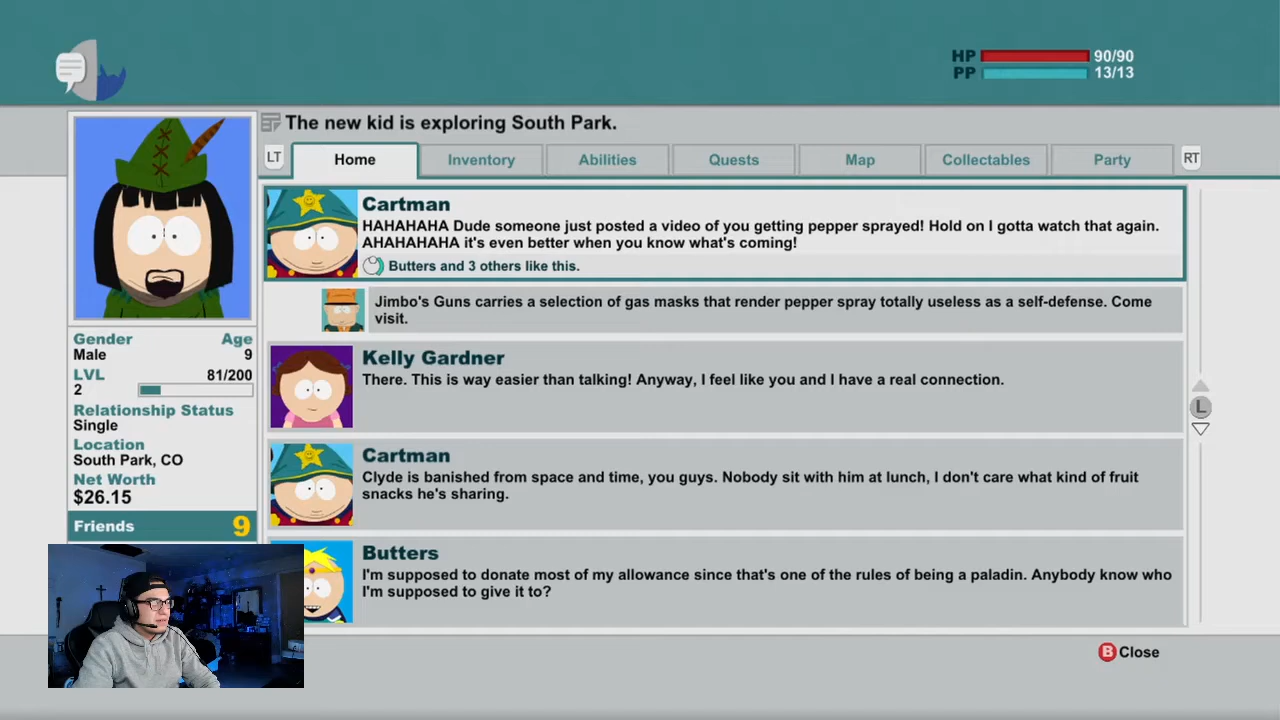 HP 90/90
PP 13/13
The new kid is exploring South Park.
LT Home Inventory Abilities Quests Map Collectables Party RT
Cartman
HAHAHAHA Dude someone just posted a video of you getting pepper sprayed! Hold on I gotta watch that again.
AHAHAHAHA it's even better when you know what's coming!
Butters and 3 others like this.
Jimbo's Guns carries a selection of gas masks that render pepper spray totally useless as a self-defense. Come
visit.
Kelly Gardner
There. This is way easier than talking! Anyway, I feel like you and I have a real connection.
Cartman
Clyde is banished from space and time, you guys. Nobody sit with him at lunch, I don't care what kind of fruit
snacks he's sharing.
Butters
I'm supposed to donate most of my allowance since that's one of the rules of being a paladin. Anybody know who
I'm supposed to give it to?
Gender Age
Male 9
LVL 81/200
2
Relationship Status
Single
Location
South Park, CO
Net Worth
$26.15
Friends 9
L
B Close